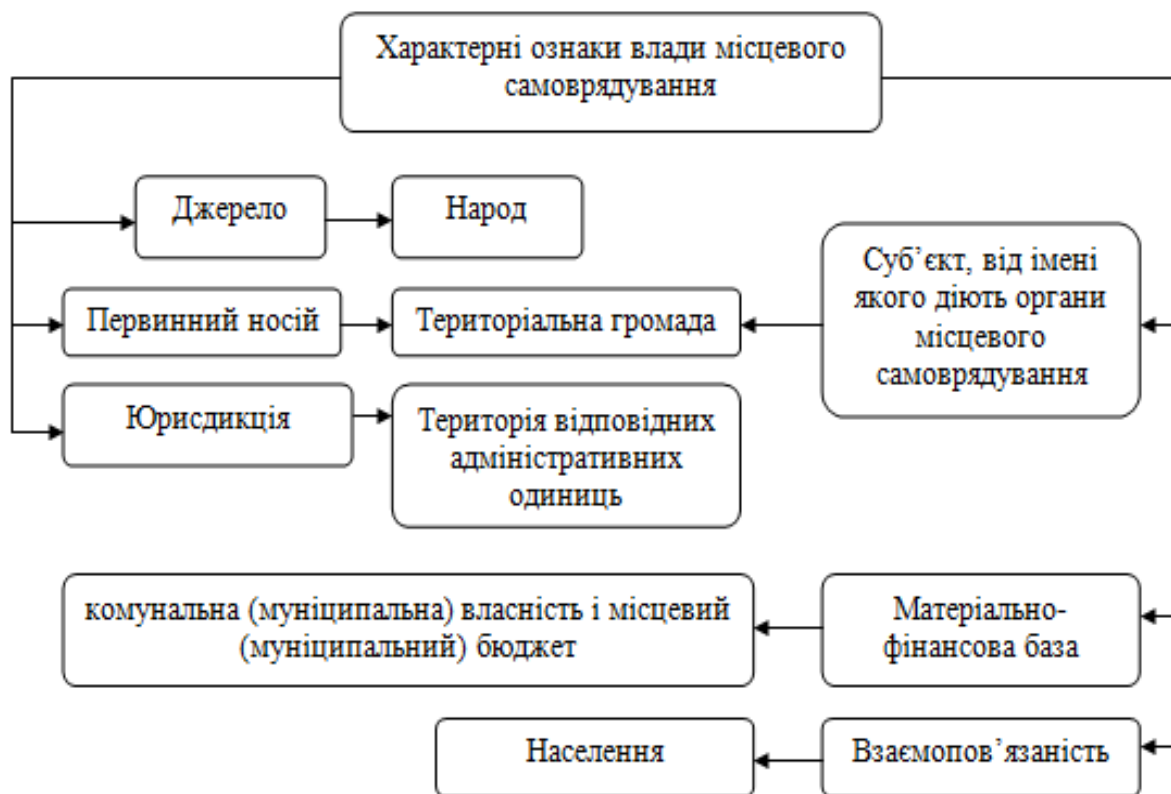 Характерні ознаки влади місцевого
самоврядування
Джерело
Народ
Суб’єкт, від імені
якого діють органи
місцевого
самоврядування
Первинний носій
Територіальна громада
Юрисдикція
Територія відповідних
адміністративних
одиниць
комунальна (муніципальна) власність і місцевий
(муніципальний) бюджет
Матеріально-
фінансова база
Населення
Взаємопов’язаність